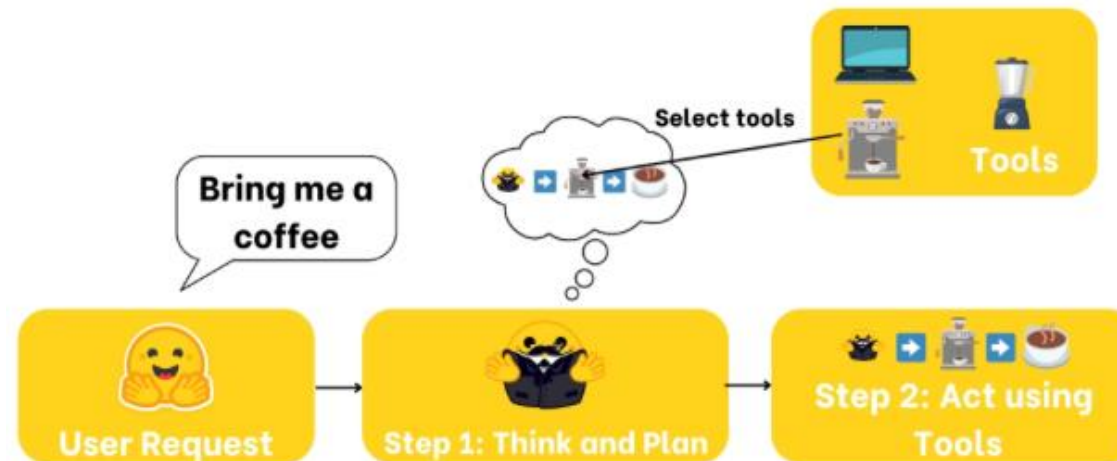 Select tools
Tools
Bring me a
coffee
User Request
Step 1: Think and Plan
Step 2: Act using
Tools